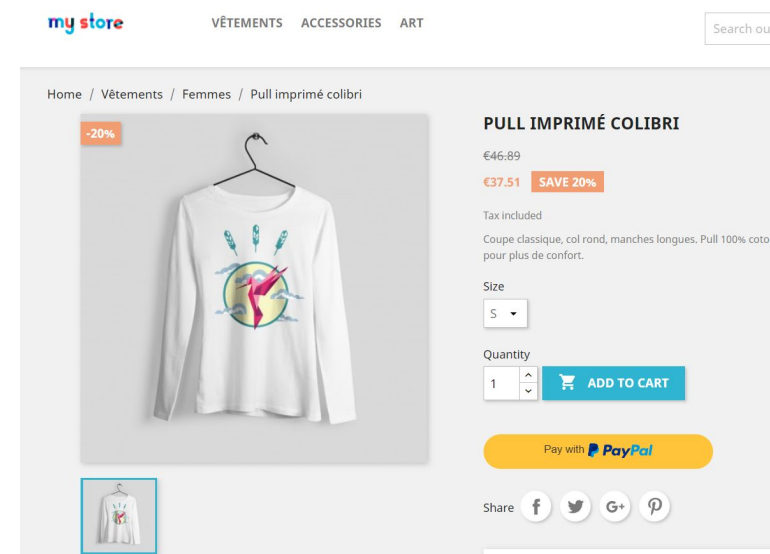 my store
VÊTEMENTS ACCESSORIES ART
Search ou
Home / Vêtements / Femmes / Pull imprimé colibri
-20%
PULL IMPRIMÉ COLIBRI
€46.89
€37.51 SAVE 20%
Tax included
Coupe classique, col rond, manches longues. Pull 100% coto
pour plus de confort.
Size
S
Quantity
1 ADD TO CART
Pay with PayPal
Share f G+